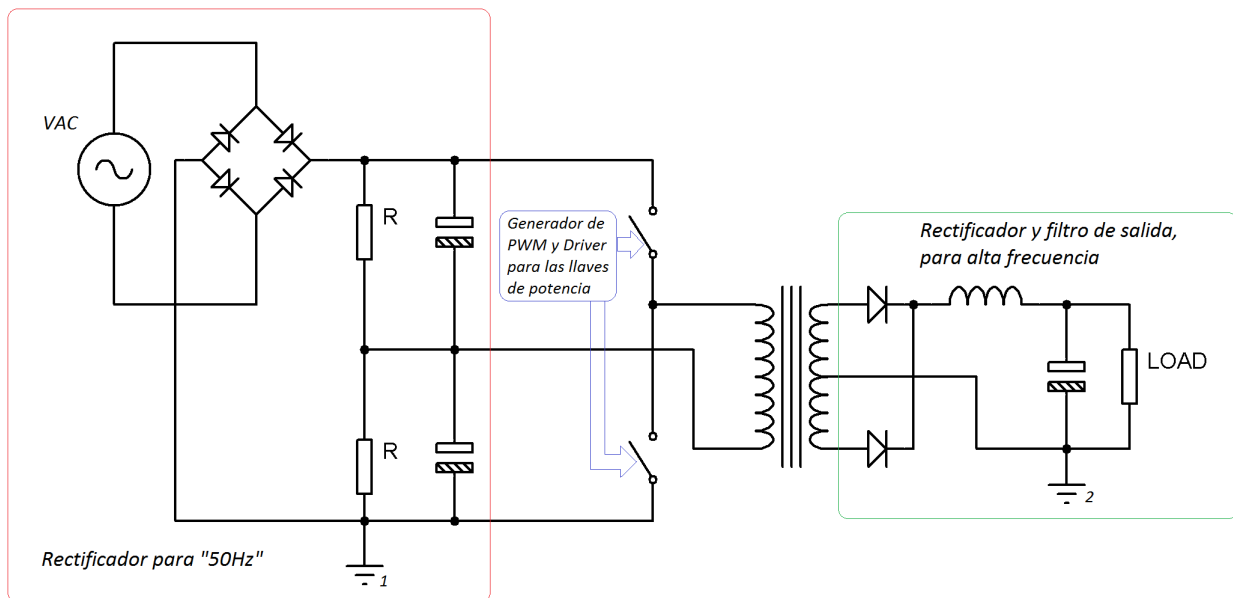 VAC
R
R
Rectificador para "50Hz"
1
Generador de
PWM y Driver
para las llaves
de potencia
Rectificador y filtro de salida,
para alta frecuencia
LOAD
2